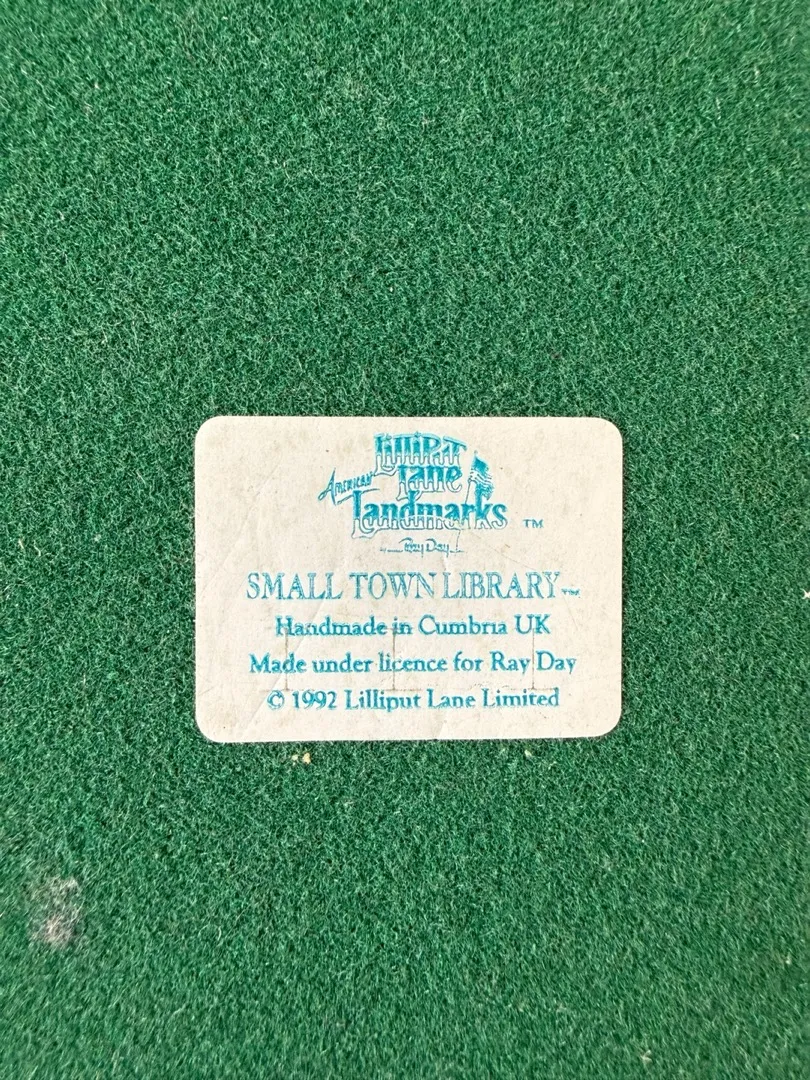 Lilliput
Lane
American
Landmarks ™
by Ray Day
SMALL TOWN LIBRARY™
Handmade in Cumbria UK
Made under licence for Ray Day
© 1992 Lilliput Lane Limited